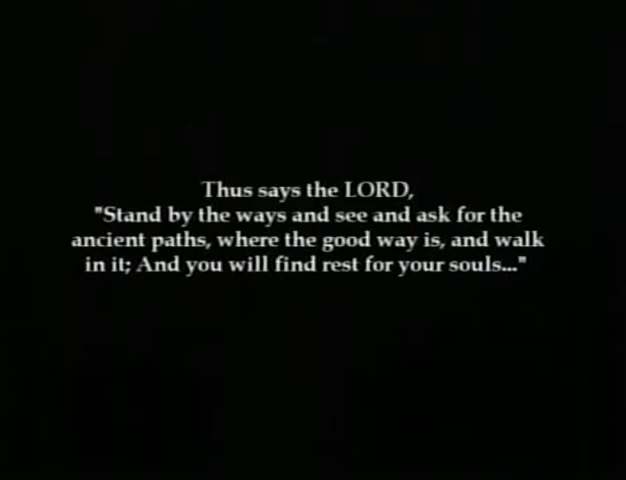 Thus says the LORD,
"Stand by the ways and see and ask for the
ancient paths, where the good way is, and walk
in it; And you will find rest for your souls..."